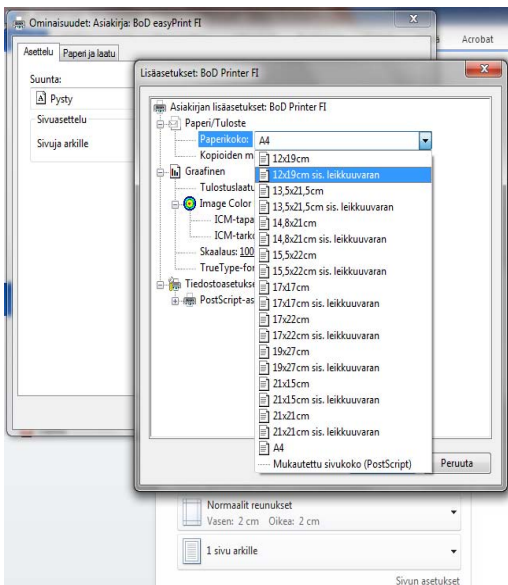 Ominaisuudet: Asiakirja: BoD easyPrint FI
Acrobat
Asettelu Paperi ja laatu
Suunta:
Pysty
Sivuasettelu
Sivuja arkille
Lisäasetukset: BoD Printer FI
Asiakirjan lisäasetukset: BoD Printer FI
Paperi/Tuloste
Paperikoko: A4
Kopioiden m
12x19cm
Graafinen
12x19cm sis. leikkuuvaran
Tulostuslaatu
13,5x21,5cm
Image Color
13,5x21,5cm sis. leikkuuvaran
ICM-tapa
14,8x21cm
ICM-tark
14,8x21cm sis. leikkuuvaran
Skaalaus: 100
15,5x22cm
TrueType-for
15,5x22cm sis. leikkuuvaran
Tiedostoasetukse
17x17cm
PostScript-as
17x17cm sis. leikkuuvaran
17x22cm
17x22cm sis. leikkuuvaran
19x27cm
19x27cm sis. leikkuuvaran
21x15cm
21x15cm sis. leikkuuvaran
21x21cm
21x21cm sis. leikkuuvaran
A4
Mukautettu sivukoko (PostScript)
Peruuta
Normaalit reunukset
Vasen: 2 cm Oikea: 2 cm
1 sivu arkille
Sivun asetukset